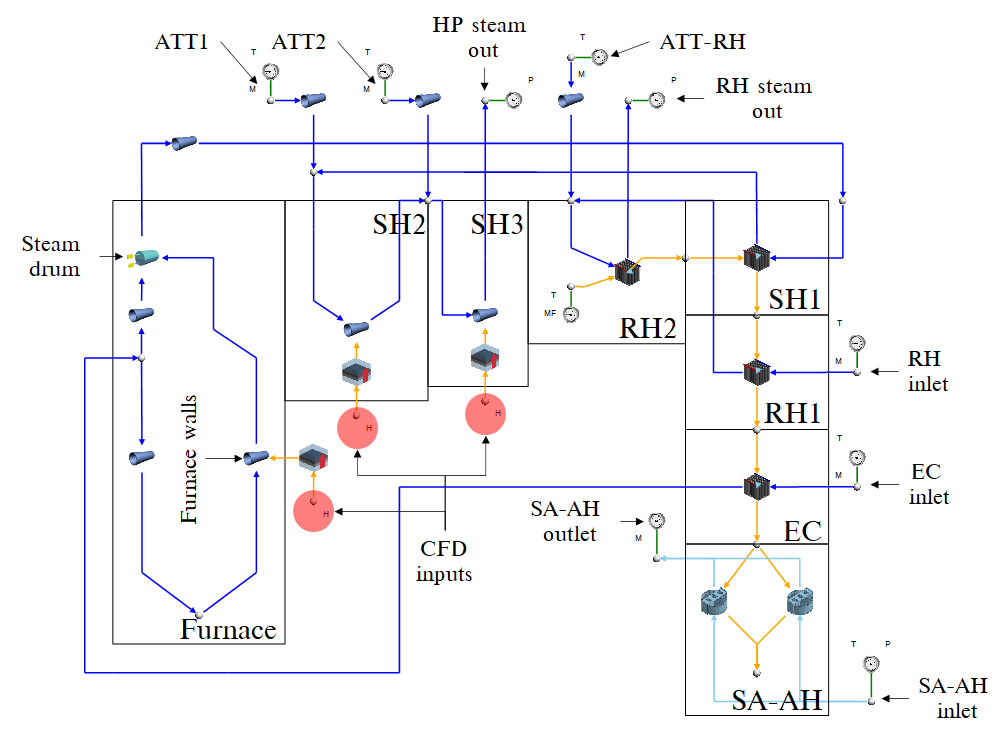 HP steam
out
ATT1
ATT2
ATT-RH
T
T
T
M
M
M
P
P
RH steam
out
SH2
SH3
Steam
drum
SH1
T
MF
RH2
T
M
RH
inlet
RH1
Furnace walls
H
H
H
T
M
EC
inlet
SA-AH
outlet
M
EC
CFD
inputs
Furnace
T
P
SA-AH
SA-AH
inlet